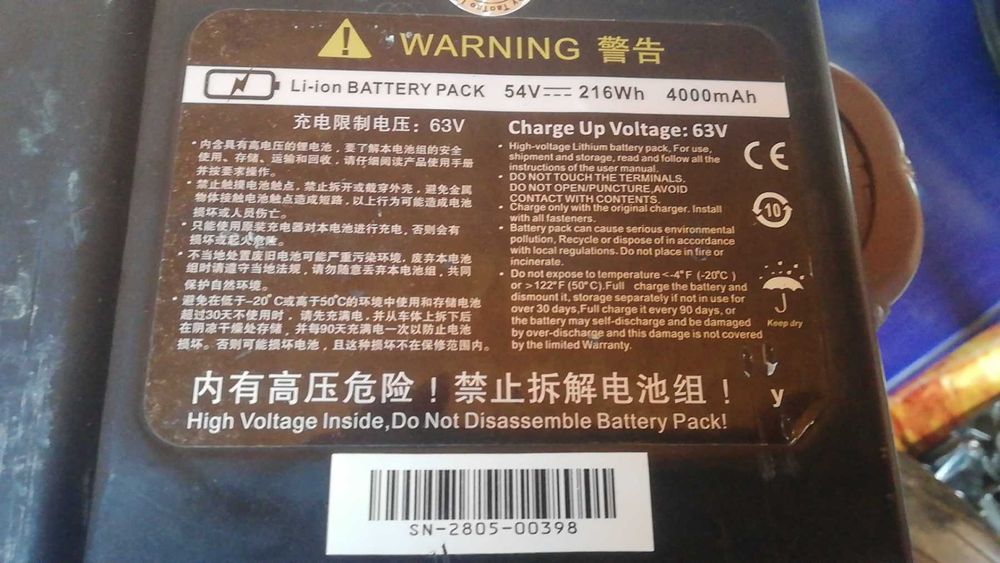 WARNING 警告
Li-ion BATTERY PACK 54V⎓ 216Wh 4000mAh
充电限制电压：63V
· 内含具有高电压的锂电池，要了解本电池组的安全
使用、存储、运输和回收，请仔细阅读产品使用手册
并按要求操作。
· 禁止触摸电池触点，禁止拆开或截穿外壳，避免金属
物体接触电池触点造成短路，以上行为可能造成电池
损坏或人员伤亡。
· 只能使用原装充电器对本电池进行充电，否则会有
损坏或起火危险。
· 不当地处置废旧电池可能严重污染环境，废弃本电池
组时请遵守当地法规，请勿随意丢弃本电池组，共同
保护自然环境。
· 避免在低于-20℃或高于50℃的环境中使用和存储电池
超过30天不使用时，请先充满电，并从车体上拆下后
在阴凉干燥处存储，并每90天充满电一次以防止电池
损坏。否则可能损坏电池，且这种损坏不在保修范围内。
Charge Up Voltage: 63V
· High-voltage Lithium battery pack, For use,
shipment and storage, read and follow all the
instructions of the user manual.
· DO NOT TOUCH THE TERMINALS.
DO NOT OPEN/PUNCTURE,AVOID
CONTACT WITH CONTENTS.
· Charge only with the original charger. Install
with all fasteners.
· Battery pack can cause serious environmental
pollution, Recycle or dispose of in accordance
with local regulations. Do not place in fire or
incinerate.
· Do not expose to temperature <-4°F (-20℃)
or >122°F (50℃).Full charge the battery and
dismount it, storage separately if not in use for
over 30 days,Full charge it every 90 days, or
the battery may self-discharge and be damaged
by over-discharge and this damage is not covered
by the limited Warranty.
CE
10
Keep dry
内有高压危险！禁止拆解电池组！
y
High Voltage Inside,Do Not Disassemble Battery Pack!
SN-2805-00398